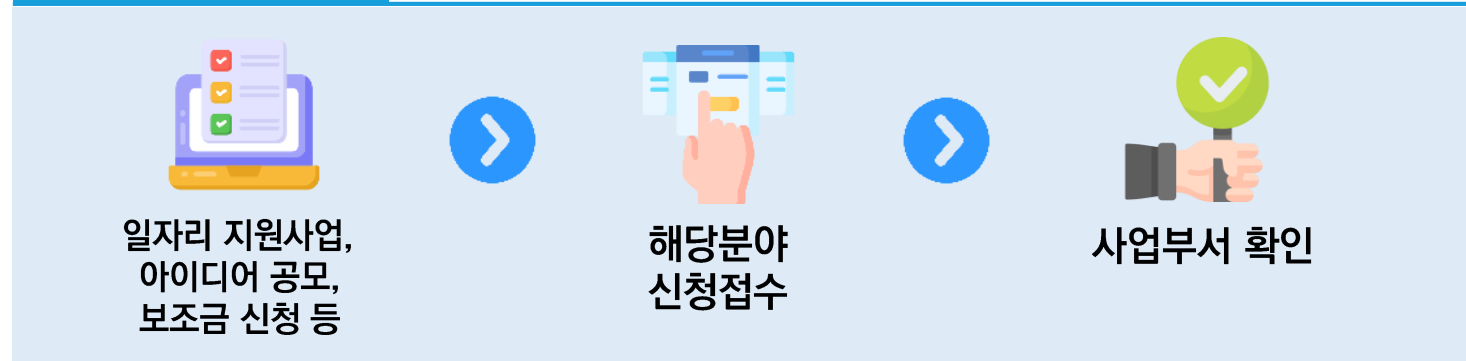 일자리 지원사업,
아이디어 공모,
보조금 신청 등
해당분야
신청접수
사업부서 확인